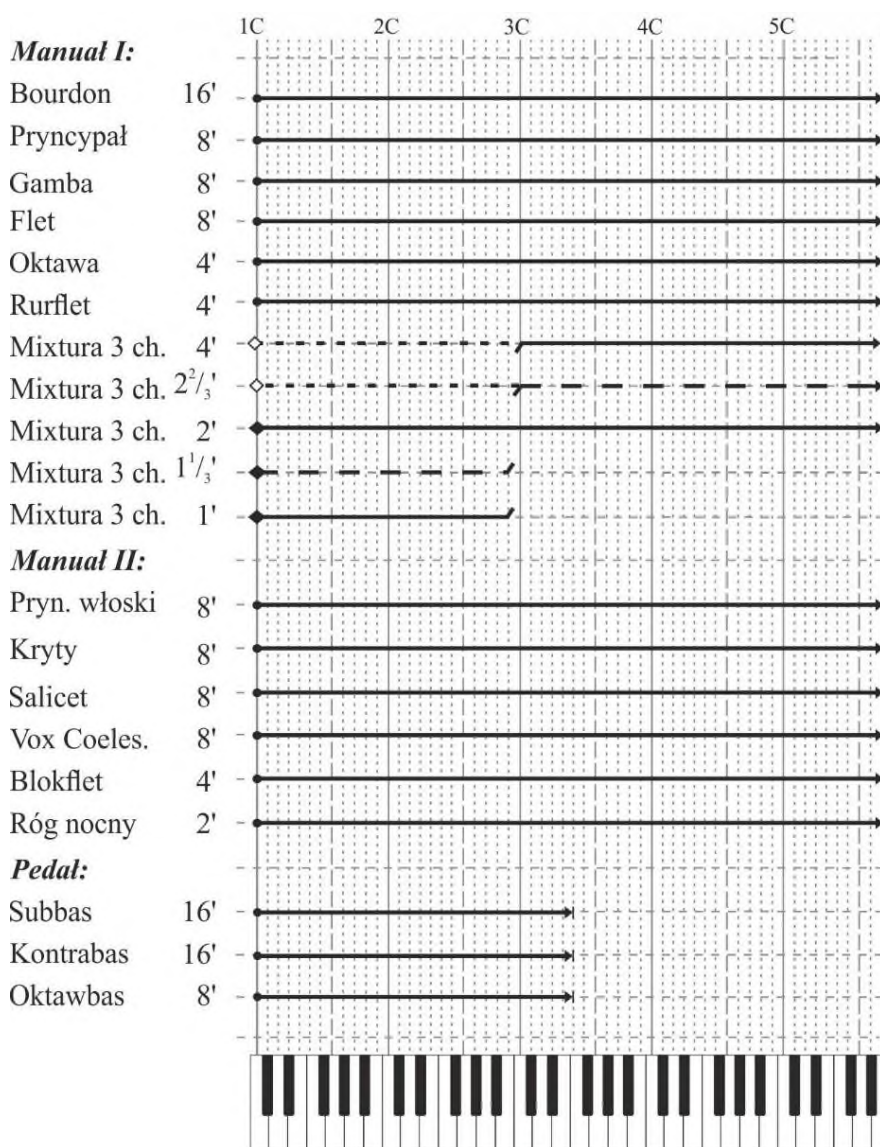 1C 2C 3C 4C 5C
Manuał I:
Bourdon 16'
Pryncypał 8'
Gamba 8'
Flet 8'
Oktawa 4'
Rurflet 4'
Mixtura 3 ch. 4'
Mixtura 3 ch. 2²/₃'
Mixtura 3 ch. 2'
Mixtura 3 ch. 1¹/₃'
Mixtura 3 ch. 1'
Manuał II:
Pryn. włoski 8'
Kryty 8'
Salicet 8'
Vox Coeles. 8'
Blokflet 4'
Róg nocny 2'
Pedał:
Subbas 16'
Kontrabas 16'
Oktawbas 8'